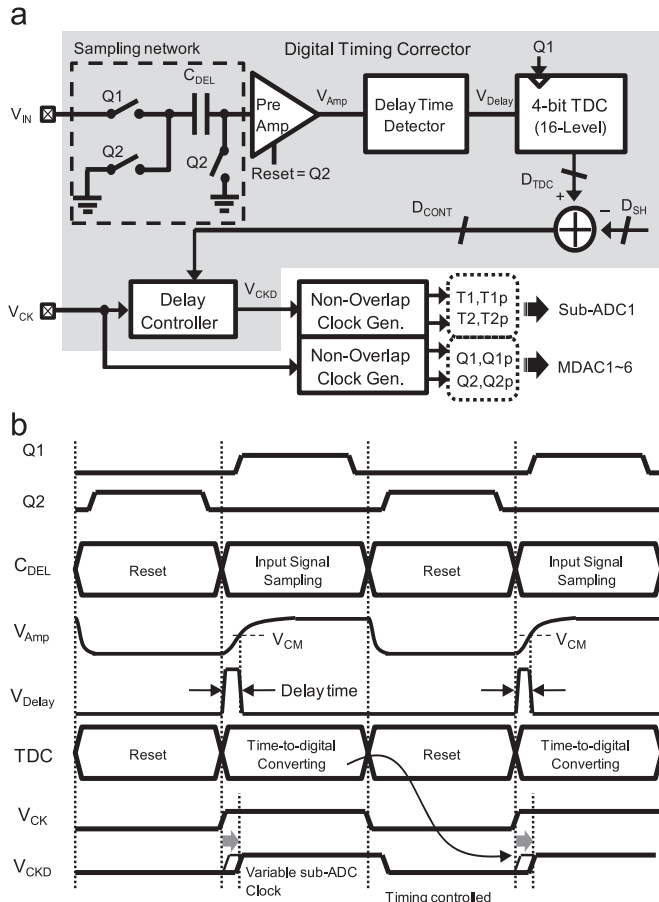 a
Sampling network
Digital Timing Corrector
Q1
C_DEL
V_IN
Q1
Q2
Q2
Pre
Amp
Reset = Q2
V_Amp
Delay Time
Detector
V_Delay
4-bit TDC
(16-Level)
D_TDC
+
−
D_SH
D_CONT
V_CK
Delay
Controller
V_CKD
Non-Overlap
Clock Gen.
T1,T1p
T2,T2p
Sub-ADC1
Non-Overlap
Clock Gen.
Q1,Q1p
Q2,Q2p
MDAC1~6
b
Q1
Q2
C_DEL
Reset
Input Signal
Sampling
Reset
Input Signal
Sampling
V_Amp
V_CM
V_CM
V_Delay
Delay time
TDC
Reset
Time-to-digital
Converting
Reset
Time-to-digital
Converting
V_CK
V_CKD
Variable sub-ADC
Clock
Timing controlled